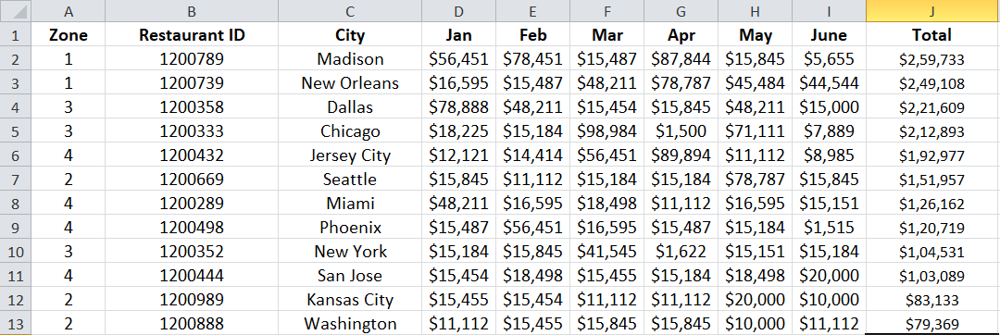 A B C D E F G H I J
1 Zone Restaurant ID City Jan Feb Mar Apr May June Total
2 1 1200789 Madison $56,451 $78,451 $15,487 $87,844 $15,845 $5,655 $2,59,733
3 1 1200739 New Orleans $16,595 $15,487 $48,211 $78,787 $45,484 $44,544 $2,49,108
4 3 1200358 Dallas $78,888 $48,211 $15,454 $15,845 $48,211 $15,000 $2,21,609
5 3 1200333 Chicago $18,225 $15,184 $98,984 $1,500 $71,111 $7,889 $2,12,893
6 4 1200432 Jersey City $12,121 $14,414 $56,451 $89,894 $11,112 $8,985 $1,92,977
7 2 1200669 Seattle $15,845 $11,112 $15,184 $15,184 $78,787 $15,845 $1,51,957
8 4 1200289 Miami $48,211 $16,595 $18,498 $11,112 $16,595 $15,151 $1,26,162
9 4 1200498 Phoenix $15,487 $56,451 $16,595 $15,487 $15,184 $1,515 $1,20,719
10 3 1200352 New York $15,184 $15,845 $41,545 $1,622 $15,151 $15,184 $1,04,531
11 4 1200444 San Jose $15,454 $18,498 $15,455 $15,184 $18,498 $20,000 $1,03,089
12 2 1200989 Kansas City $15,455 $15,454 $11,112 $11,112 $20,000 $10,000 $83,133
13 2 1200888 Washington $11,112 $15,455 $15,845 $15,845 $10,000 $11,112 $79,369